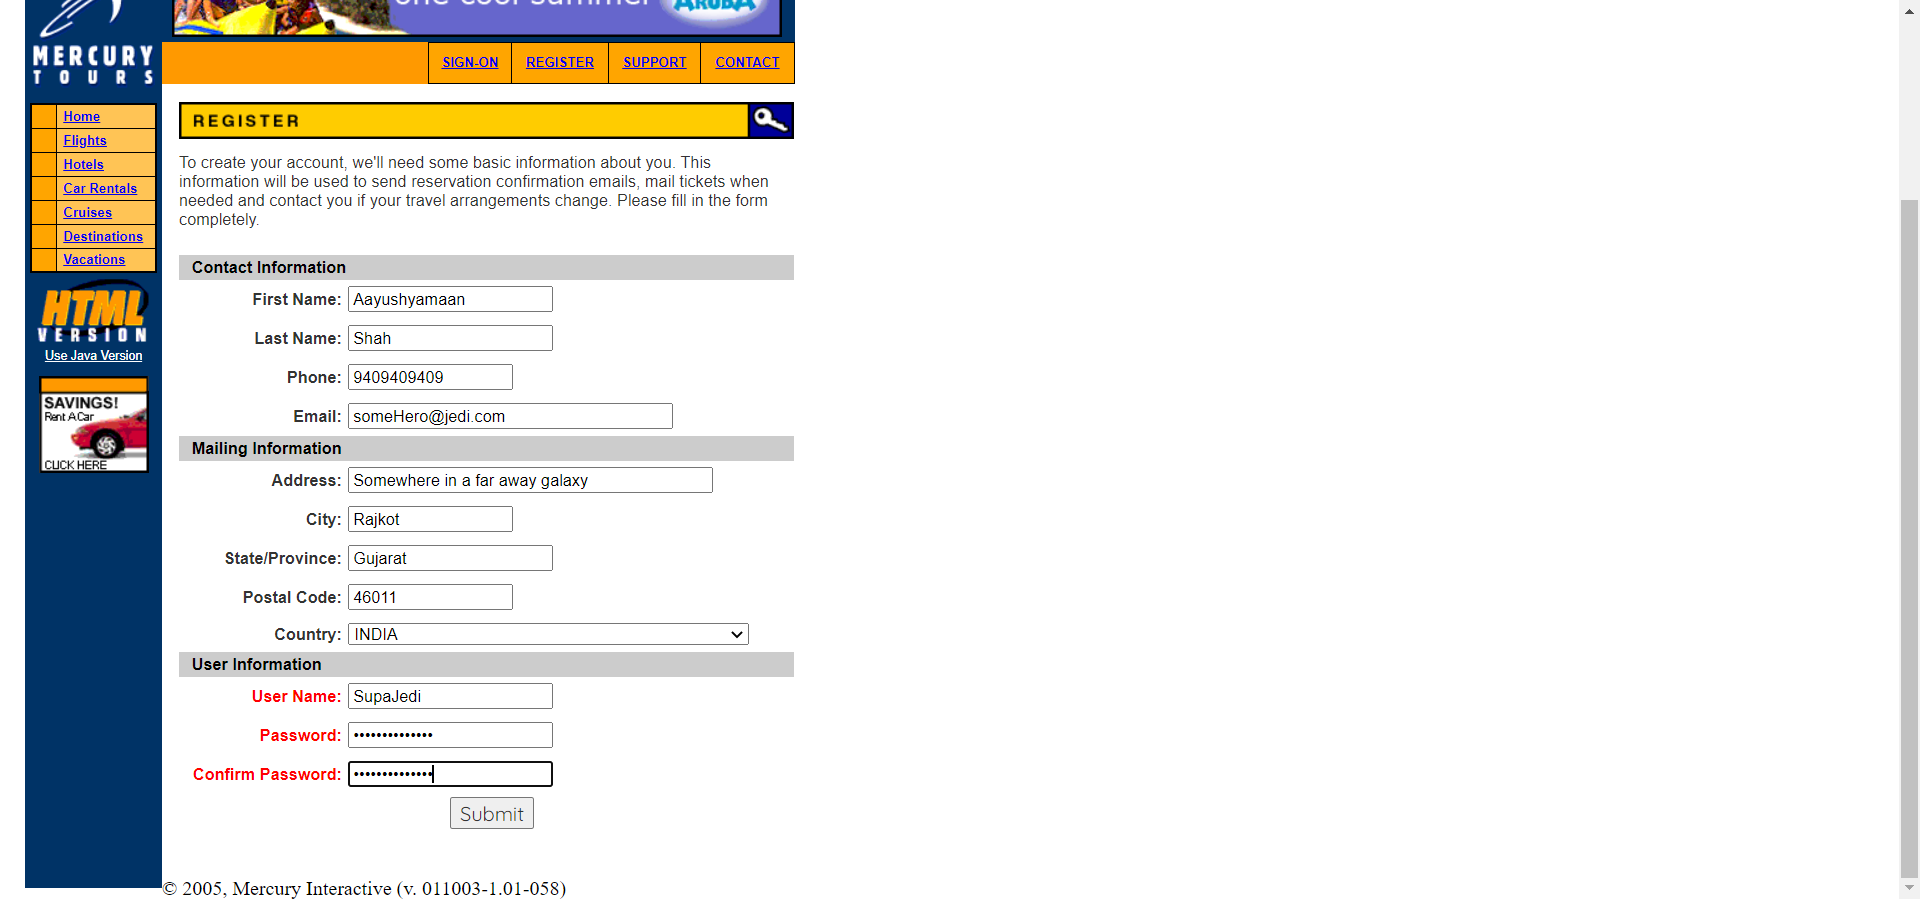 one cool summer ARUBA
MERCURY
TOURS
SIGN-ON REGISTER SUPPORT CONTACT
Home
Flights
Hotels
Car Rentals
Cruises
Destinations
Vacations
HTML
VERSION
Use Java Version
SAVINGS!
Rent A Car
CLICK HERE
REGISTER
To create your account, we'll need some basic information about you. This
information will be used to send reservation confirmation emails, mail tickets when
needed and contact you if your travel arrangements change. Please fill in the form
completely.
Contact Information
First Name: Aayushyamaan
Last Name: Shah
Phone: 9409409409
Email: someHero@jedi.com
Mailing Information
Address: Somewhere in a far away galaxy
City: Rajkot
State/Province: Gujarat
Postal Code: 46011
Country: INDIA
User Information
User Name: SupaJedi
Password: ••••••••••••••
Confirm Password: ••••••••••••••
Submit
© 2005, Mercury Interactive (v. 011003-1.01-058)